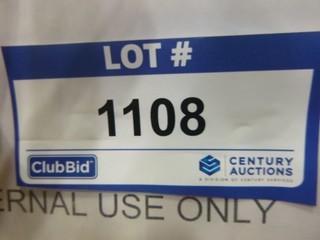 LOT #
1108
ClubBid
CENTURY
AUCTIONS
A DIVISION OF CENTURY SERVICES
ERNAL USE ONLY